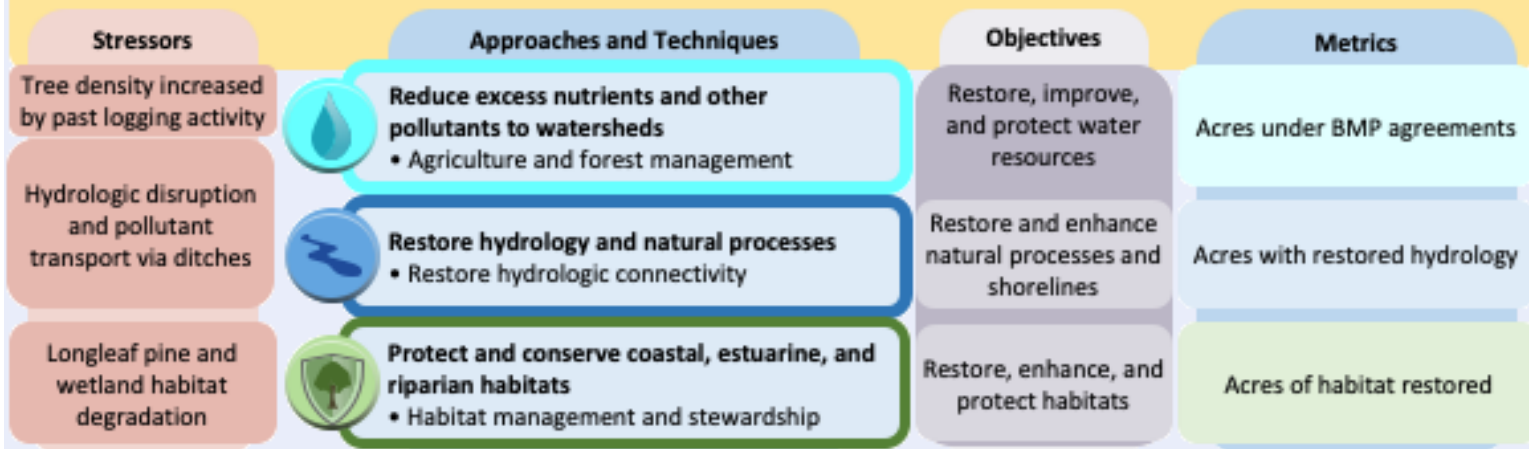 Stressors
Tree density increased
by past logging activity
Hydrologic disruption
and pollutant
transport via ditches
Longleaf pine and
wetland habitat
degradation
Approaches and Techniques
Reduce excess nutrients and other
pollutants to watersheds
• Agriculture and forest management
Restore hydrology and natural processes
• Restore hydrologic connectivity
Protect and conserve coastal, estuarine, and
riparian habitats
• Habitat management and stewardship
Objectives
Restore, improve,
and protect water
resources
Restore and enhance
natural processes and
shorelines
Restore, enhance, and
protect habitats
Metrics
Acres under BMP agreements
Acres with restored hydrology
Acres of habitat restored